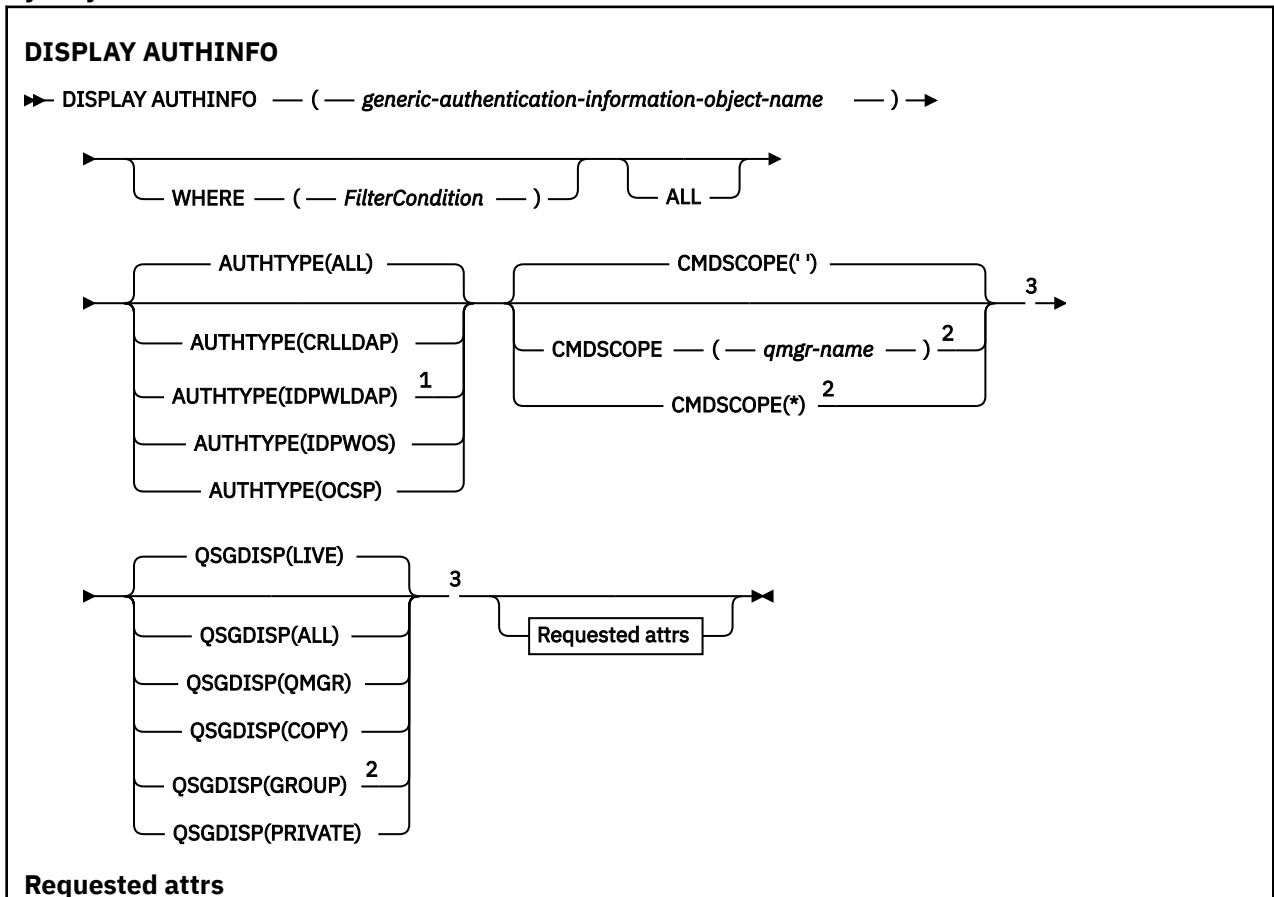 DISPLAY AUTHINFO
DISPLAY AUTHINFO ( generic-authentication-information-object-name )
WHERE ( FilterCondition ) ALL
AUTHTYPE(ALL) CMDSCOPE(' ')
3
AUTHTYPE(CRLLDAP) CMDSCOPE ( qmgr-name ) 2
AUTHTYPE(IDPWLDAP) 1 CMDSCOPE(*) 2
AUTHTYPE(IDPWOS)
AUTHTYPE(OCSP)
QSGDISP(LIVE)
3
QSGDISP(ALL) Requested attrs
QSGDISP(QMGR)
QSGDISP(COPY)
QSGDISP(GROUP) 2
QSGDISP(PRIVATE)
Requested attrs